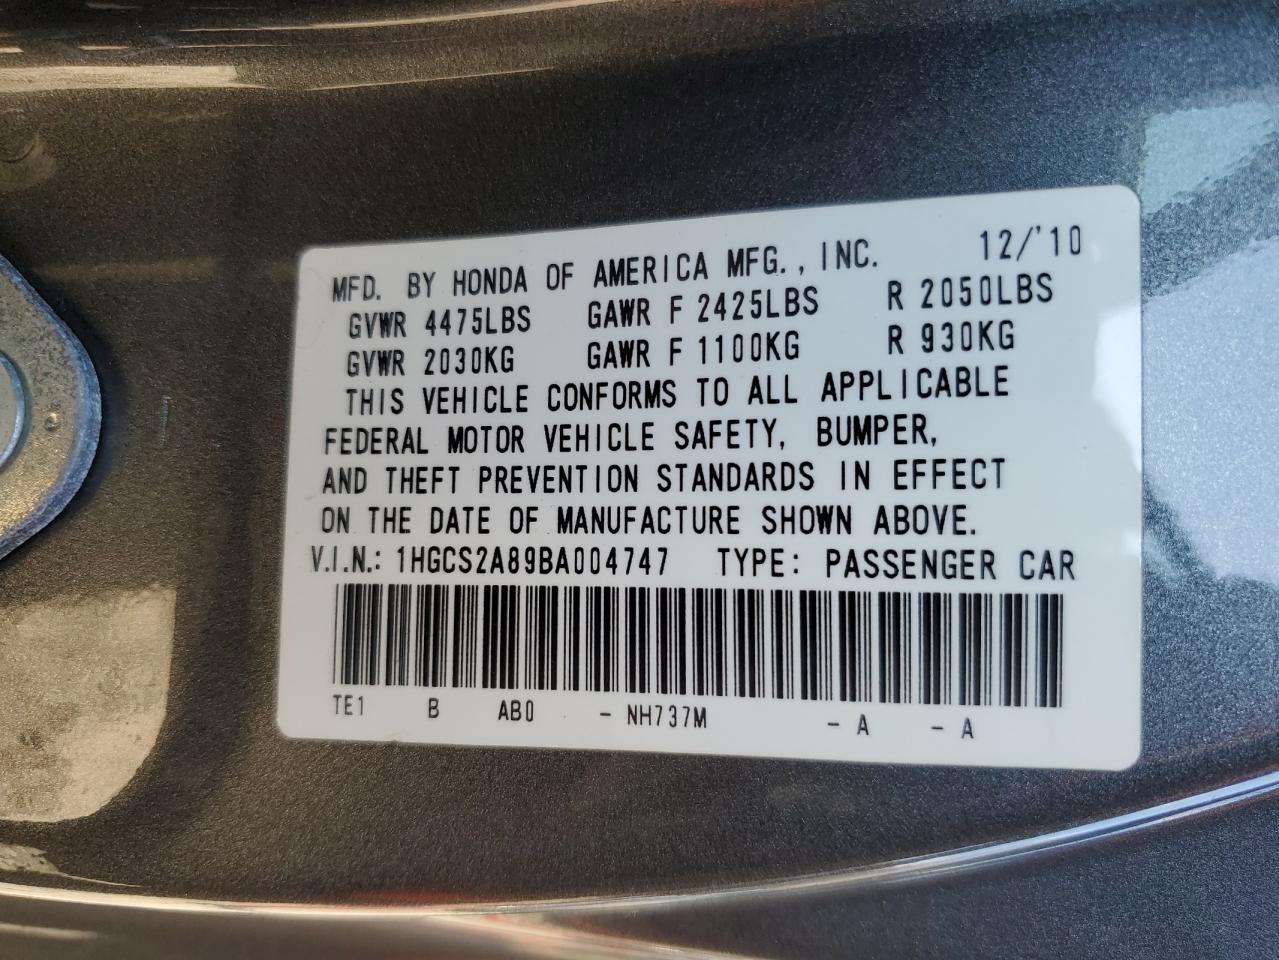 MFD. BY HONDA OF AMERICA MFG., INC. 12/'10
GVWR 4475LBS GAWR F 2425LBS R 2050LBS
GVWR 2030KG GAWR F 1100KG R 930KG
THIS VEHICLE CONFORMS TO ALL APPLICABLE
FEDERAL MOTOR VEHICLE SAFETY, BUMPER,
AND THEFT PREVENTION STANDARDS IN EFFECT
ON THE DATE OF MANUFACTURE SHOWN ABOVE.
V.I.N.: 1HGCS2A89BA004747 TYPE: PASSENGER CAR
TE1 B AB0 - NH737M - A - A